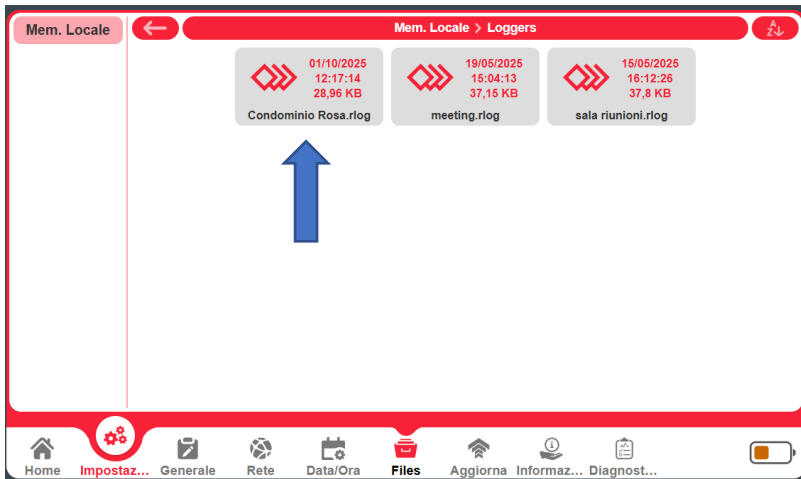 Mem. Locale
Mem. Locale > Loggers
A
Z
01/10/2025
12:17:14
28,96 KB
Condominio Rosa.rlog
19/05/2025
15:04:13
37,15 KB
meeting.rlog
15/05/2025
16:12:26
37,8 KB
sala riunioni.rlog
Home Impostaz... Generale Rete Data/Ora Files Aggiorna Informaz... Diagnost...